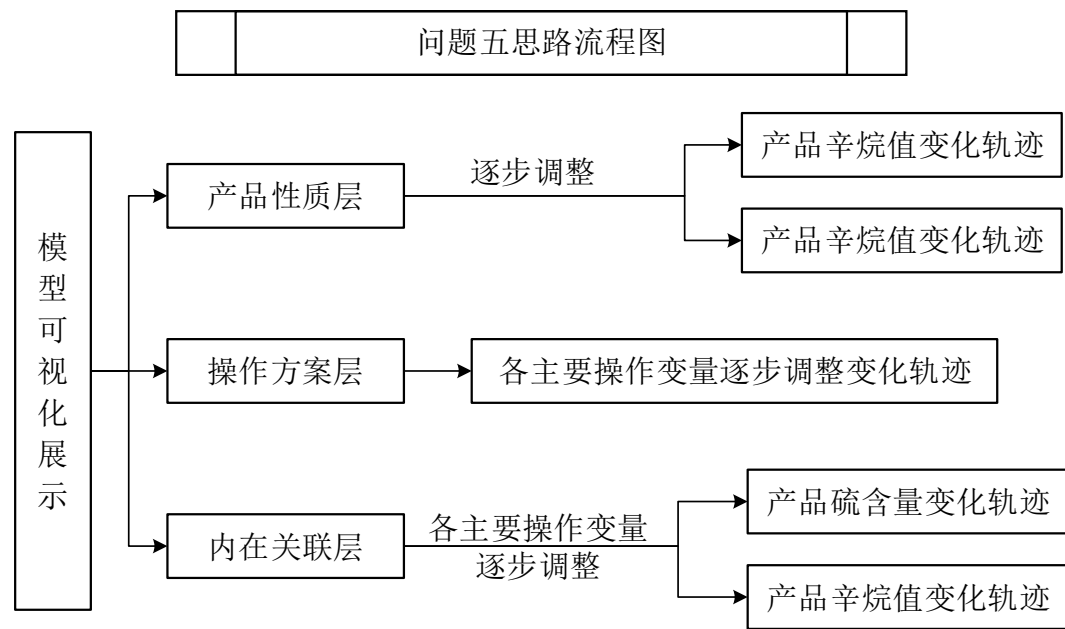 问题五思路流程图
模型可视化展示
产品性质层
逐步调整
产品辛烷值变化轨迹
产品辛烷值变化轨迹
操作方案层
各主要操作变量逐步调整变化轨迹
内在关联层
各主要操作变量
逐步调整
产品硫含量变化轨迹
产品辛烷值变化轨迹